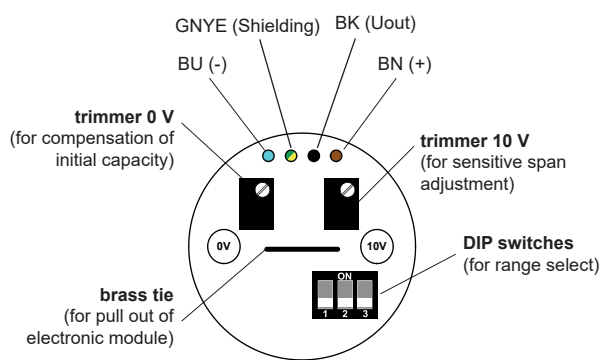 GNYE (Shielding)
BK (Uout)
BU (-)
BN (+)
trimmer 0 V
(for compensation of
initial capacity)
trimmer 10 V
(for sensitive span
adjustment)
0V
10V
DIP switches
(for range select)
ON
1 2 3
brass tie
(for pull out of
electronic module)